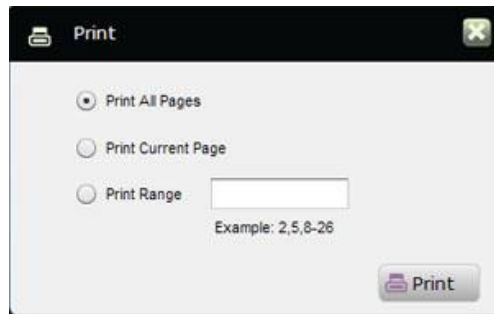 Print
Print All Pages
Print Current Page
Print Range
Example: 2,5,8-26
Print